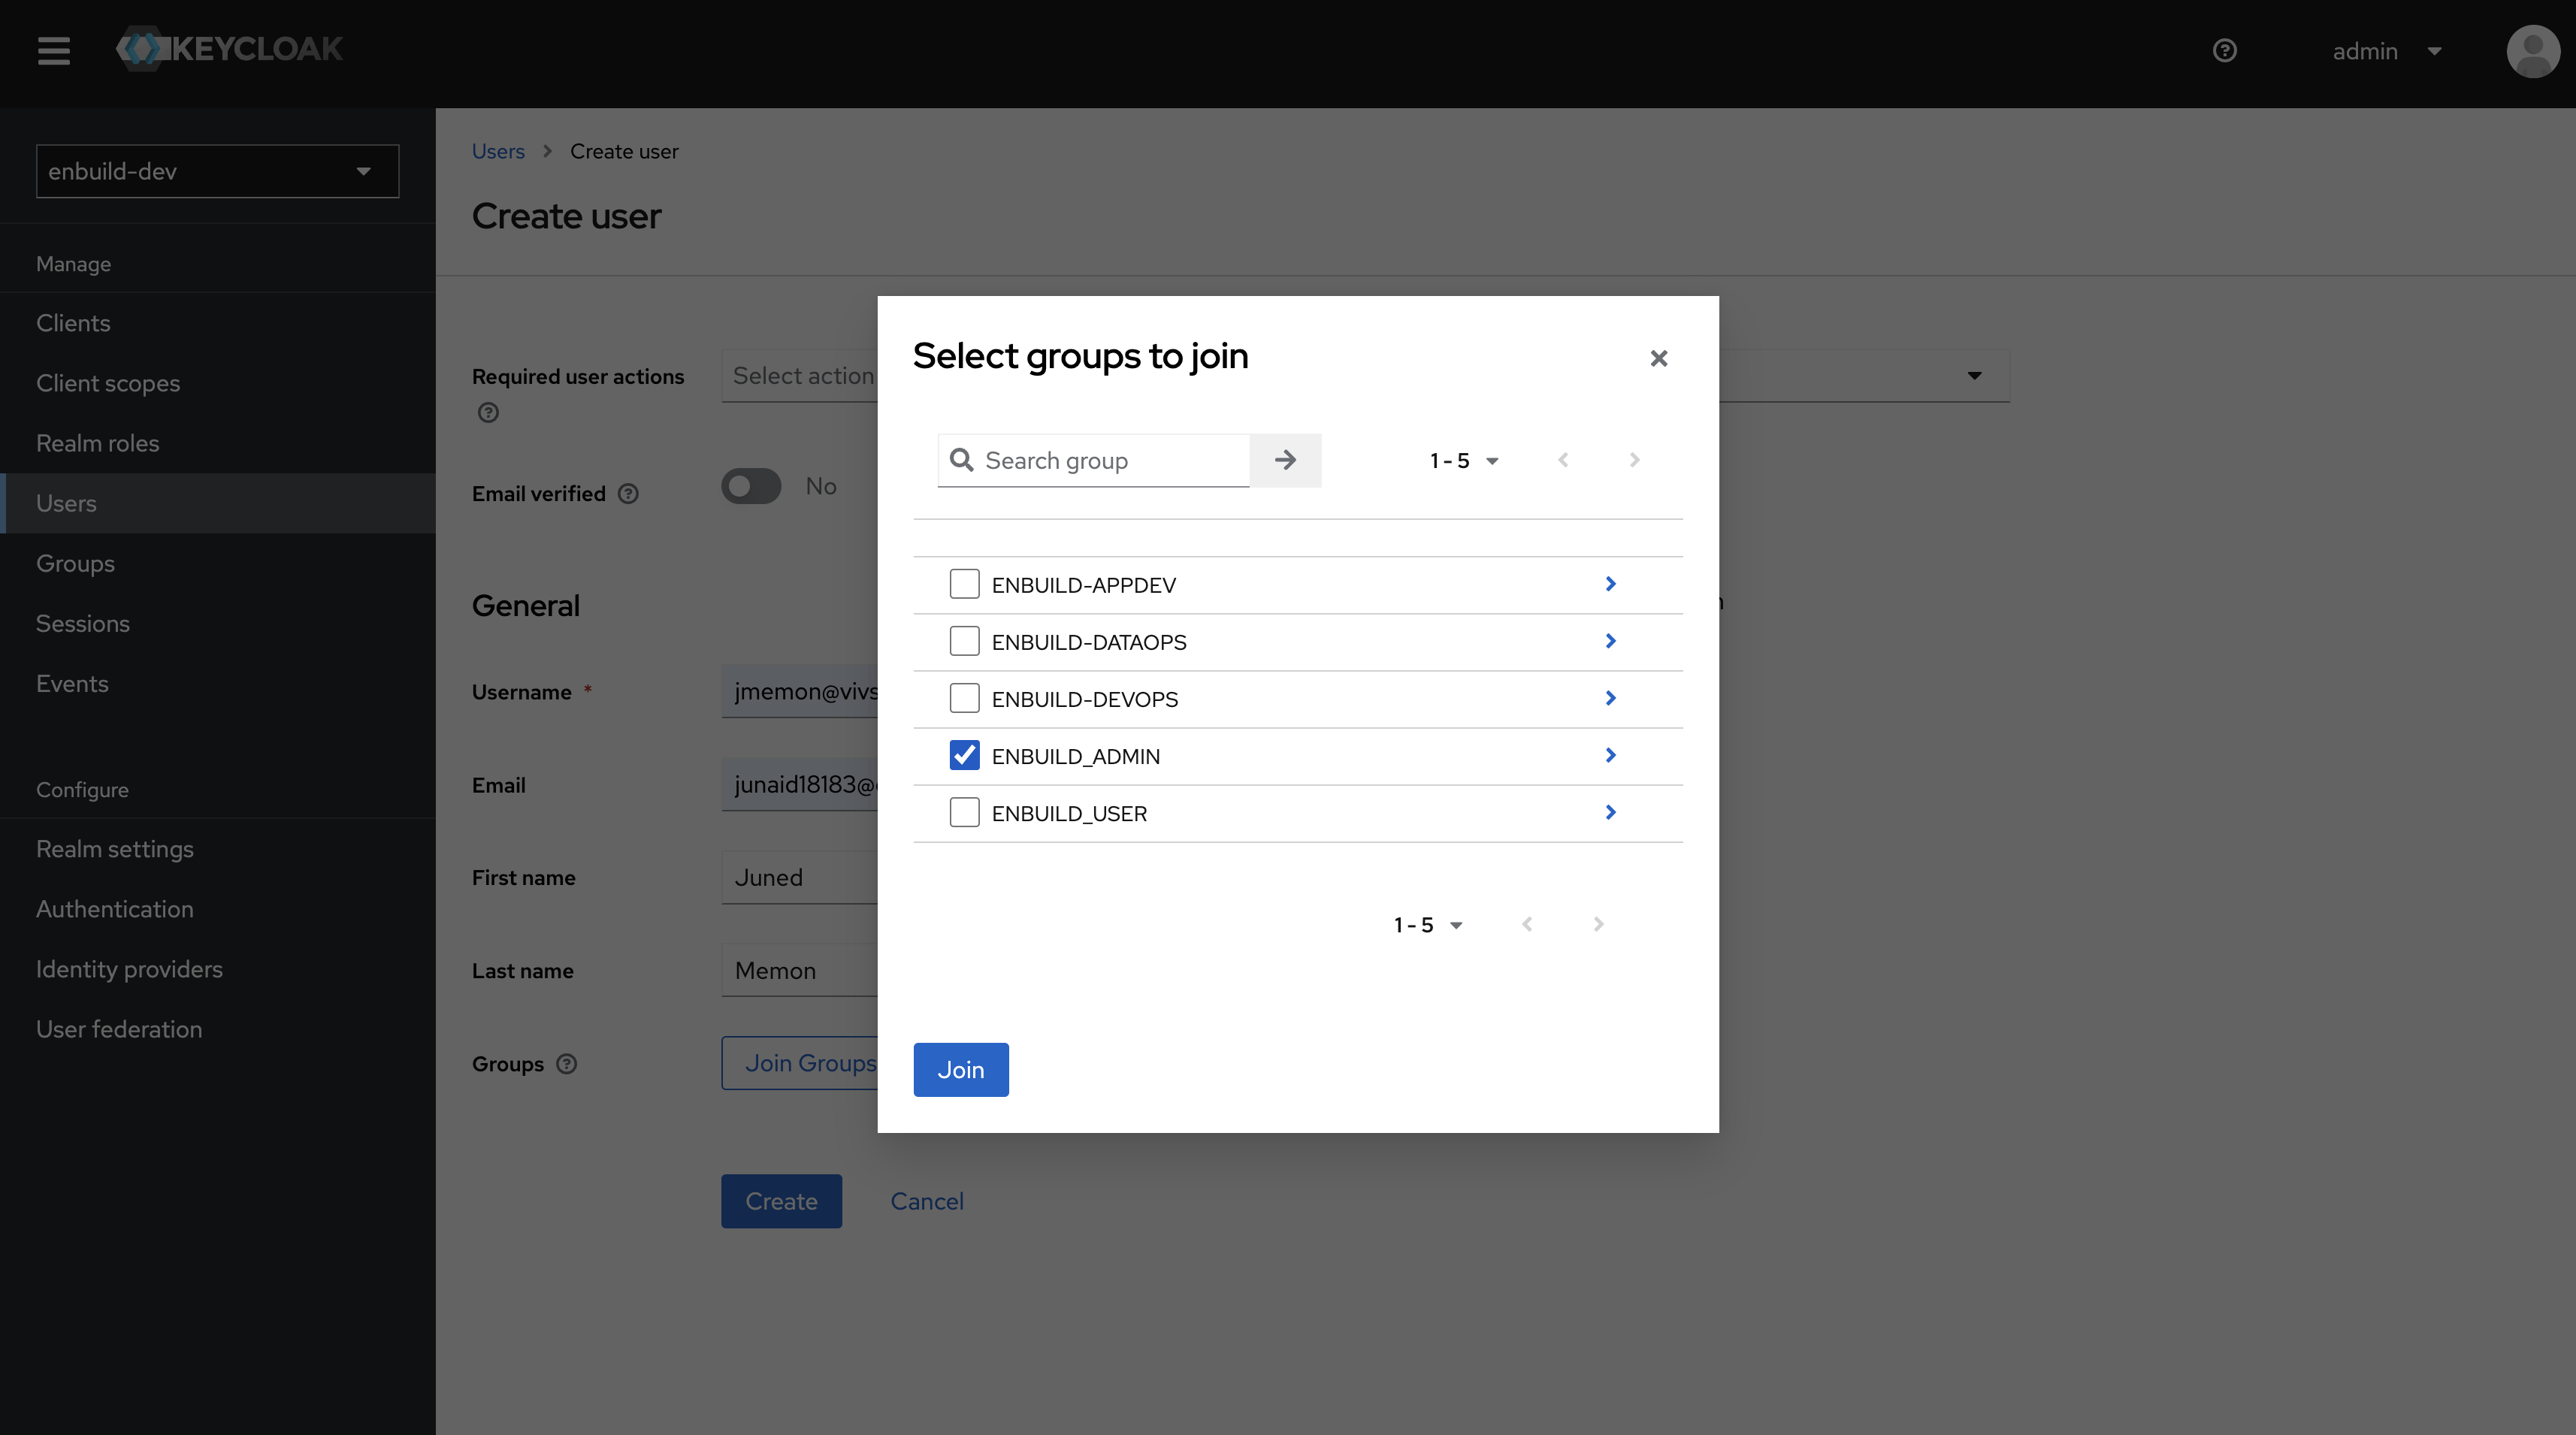 KEYCLOAK
admin
enbuild-dev
Manage
Clients
Client scopes
Realm roles
Users
Groups
Sessions
Events
Configure
Realm settings
Authentication
Identity providers
User federation
Users Create user
Create user
Required user actions
Select action
Email verified
No
General
Username *
jmemon@vivs
Email
junaid18183@
First name
Juned
Last name
Memon
Groups
Join Groups
Create Cancel
Select groups to join
Search group
1 - 5
ENBUILD-APPDEV
ENBUILD-DATAOPS
ENBUILD-DEVOPS
ENBUILD_ADMIN
ENBUILD_USER
1 - 5
Join